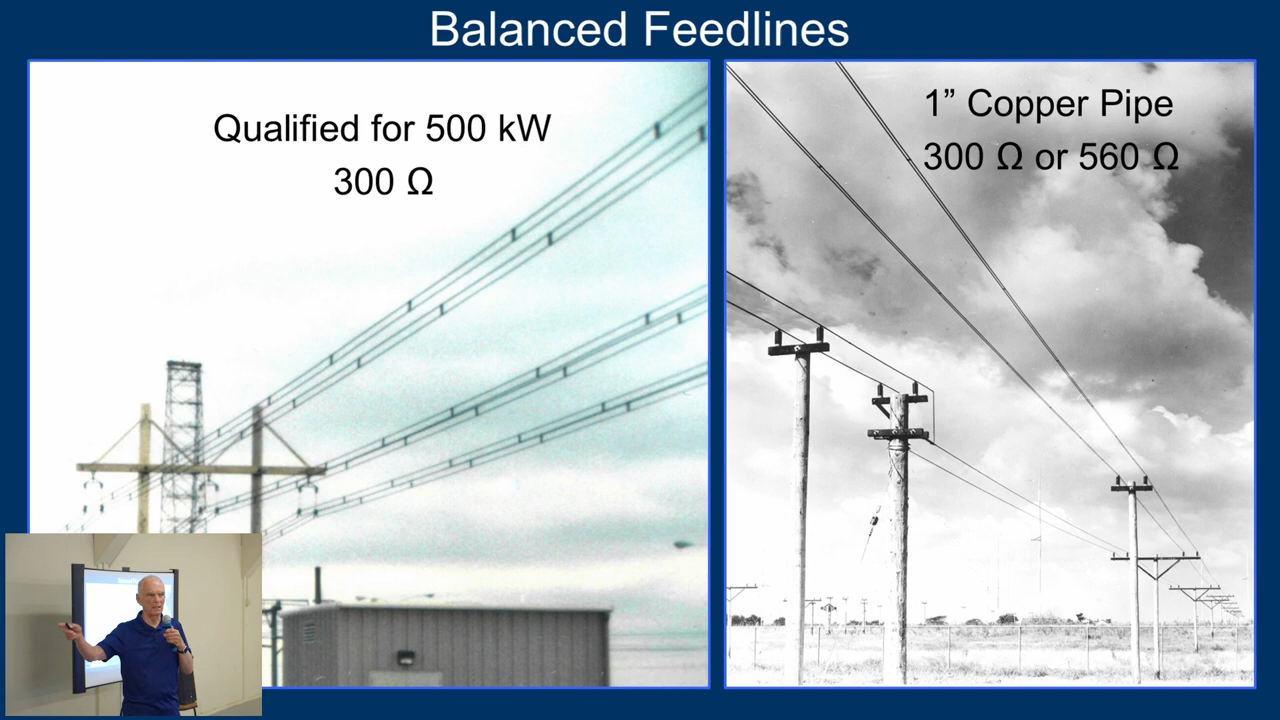 Balanced Feedlines
Qualified for 500 kW
300 Ω
1” Copper Pipe
300 Ω or 560 Ω